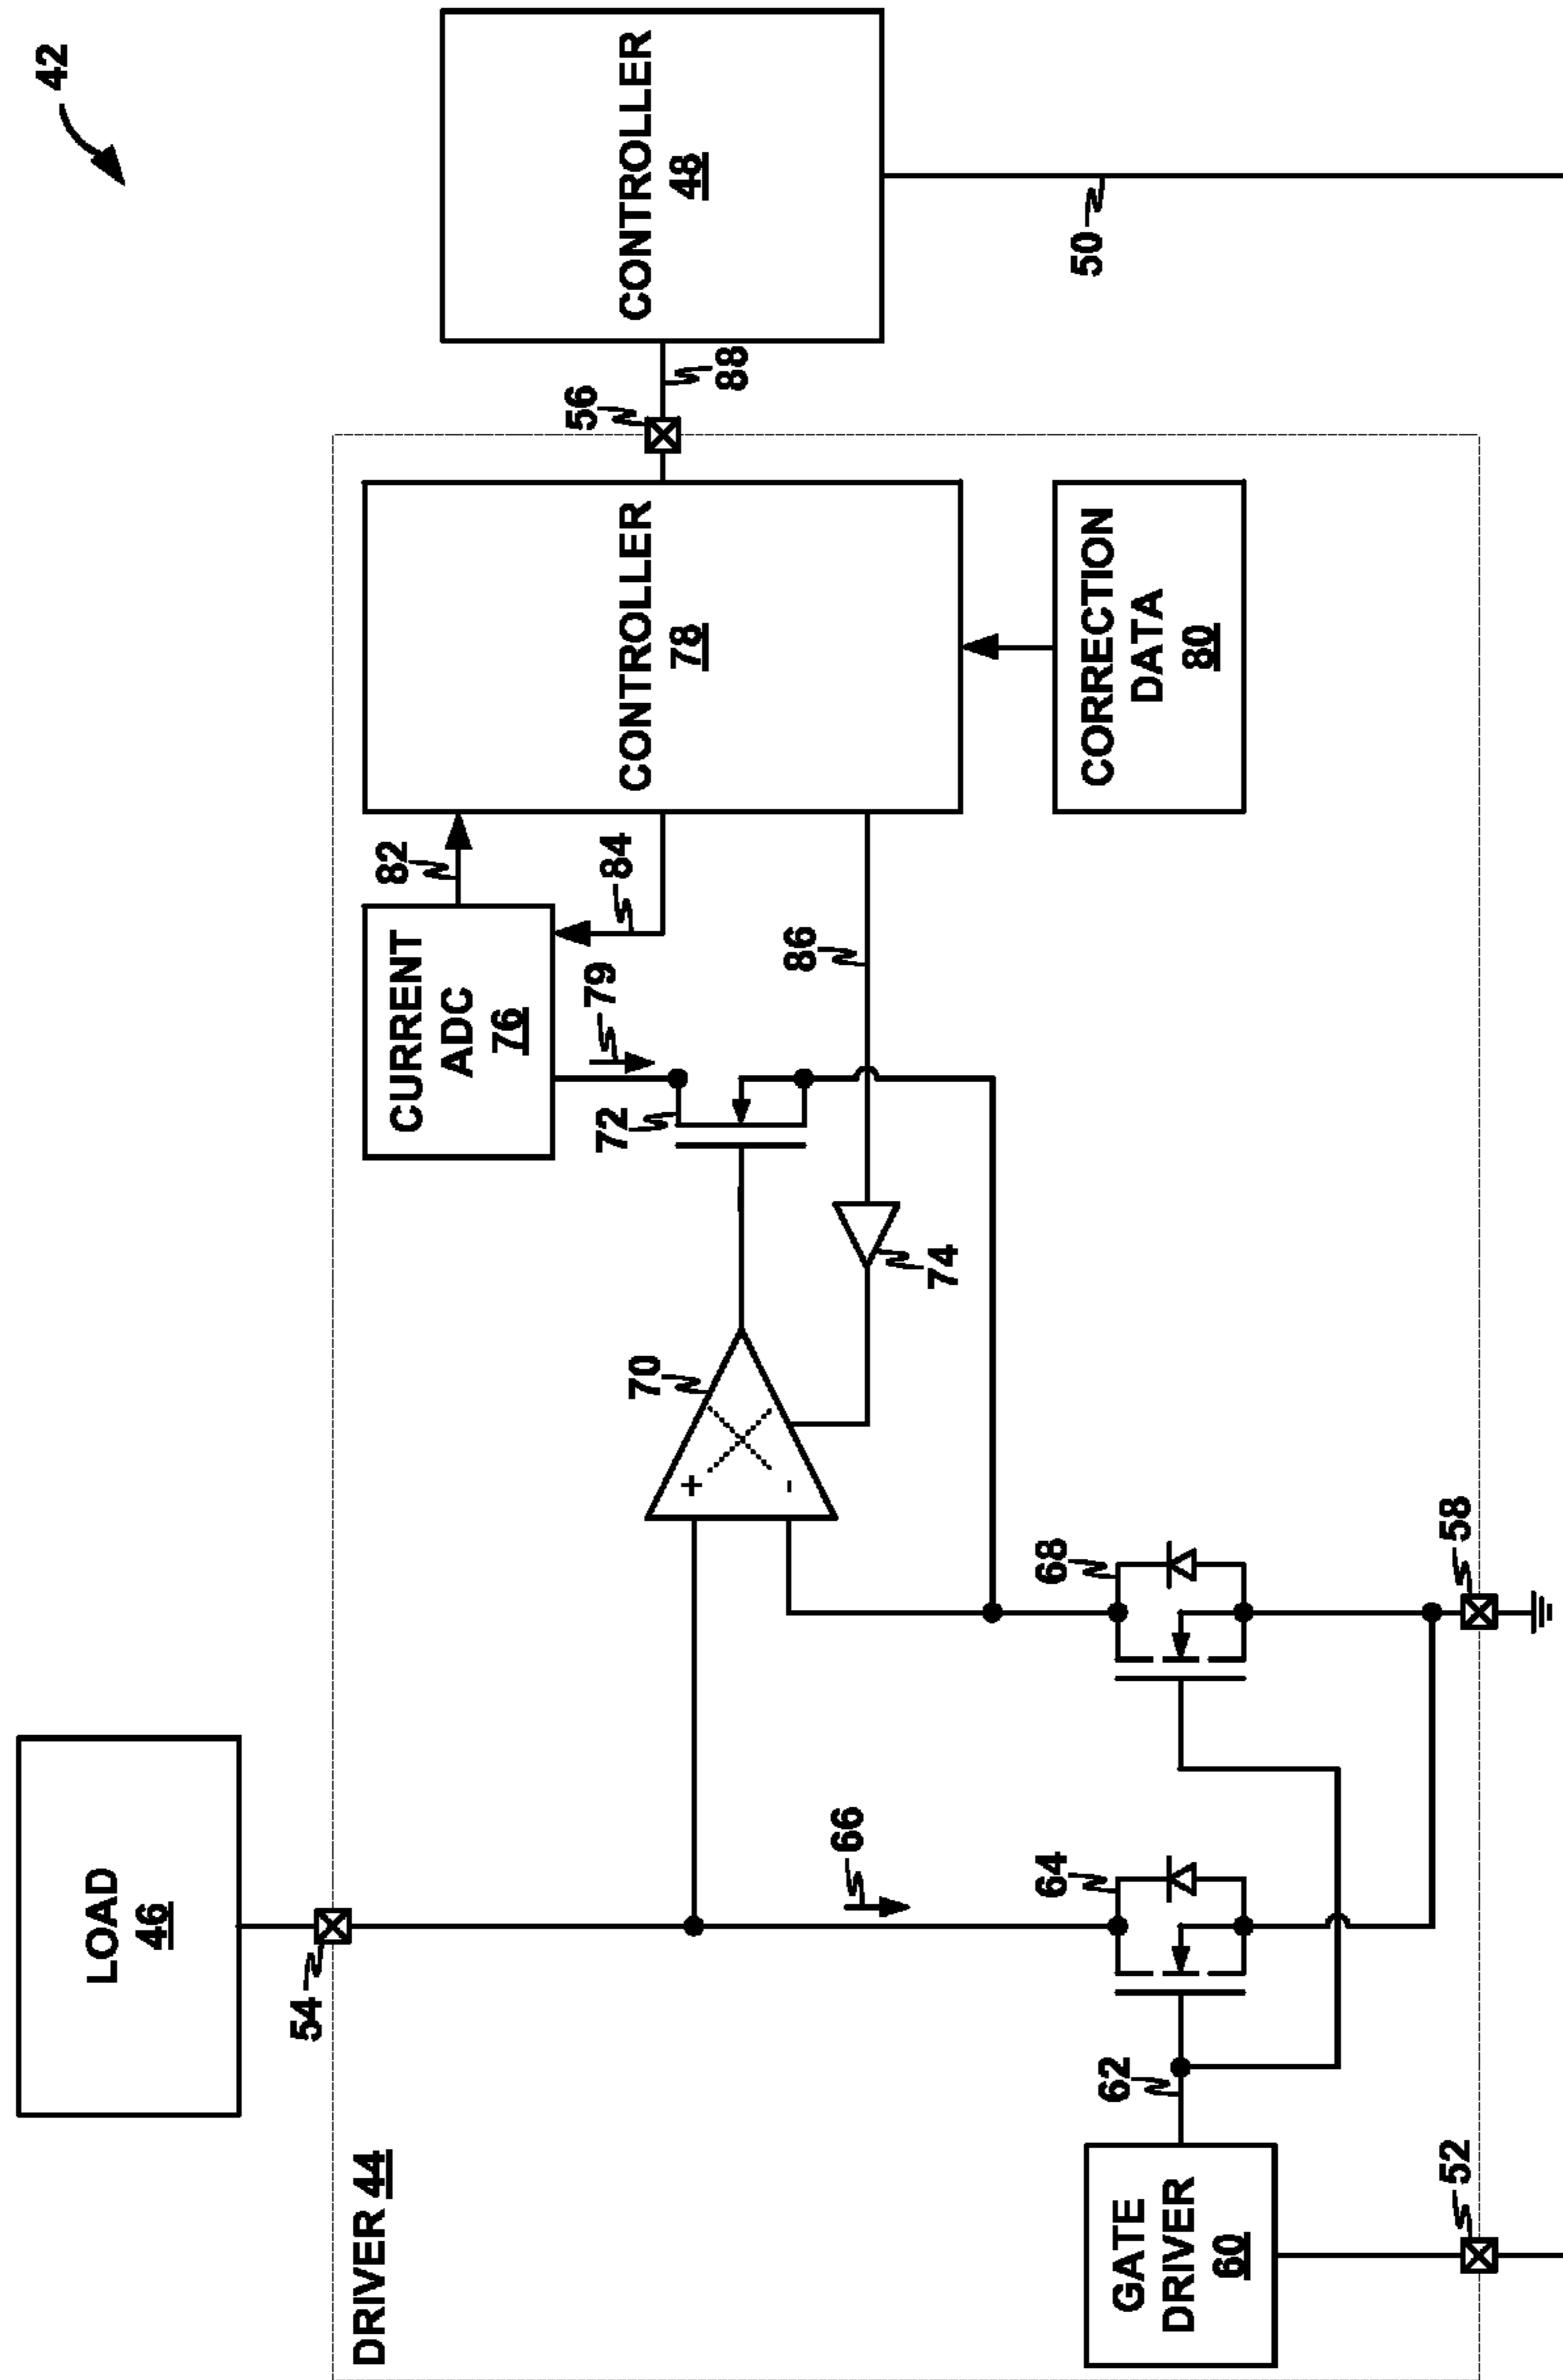 42
LOAD
46
54
DRIVER 44
CURRENT
ADC
76
82
84
79
72
CONTROLLER
78
56
88
CONTROLLER
48
50
70
86
74
66
64
68
CORRECTION
DATA
80
GATE
DRIVER
60
62
52
58
+
-